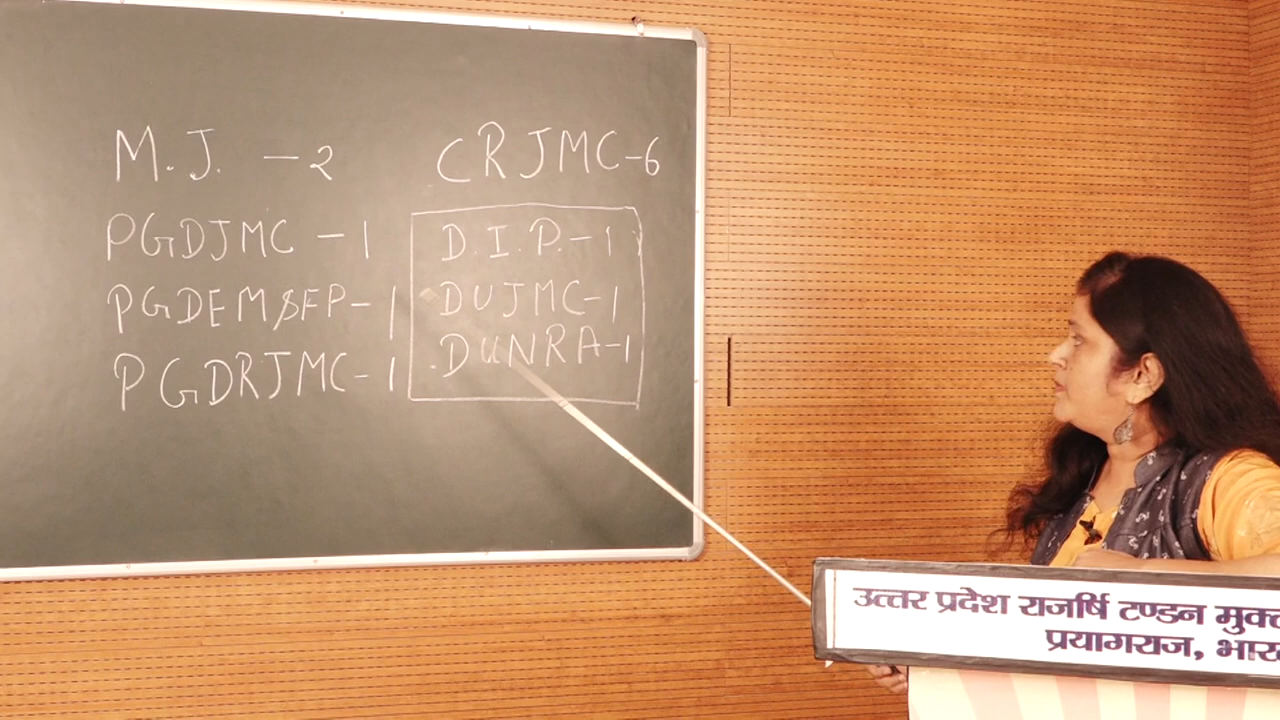 M.J. - 2
PGDJMC - 1
PGDEM&FP - 1
PGDRJMC - 1
CRJMC-6
D.I.P. - 1
DUJMC-1
DUNRA-1
उत्तर प्रदेश राजर्षि टण्डन
प्रयागराज,